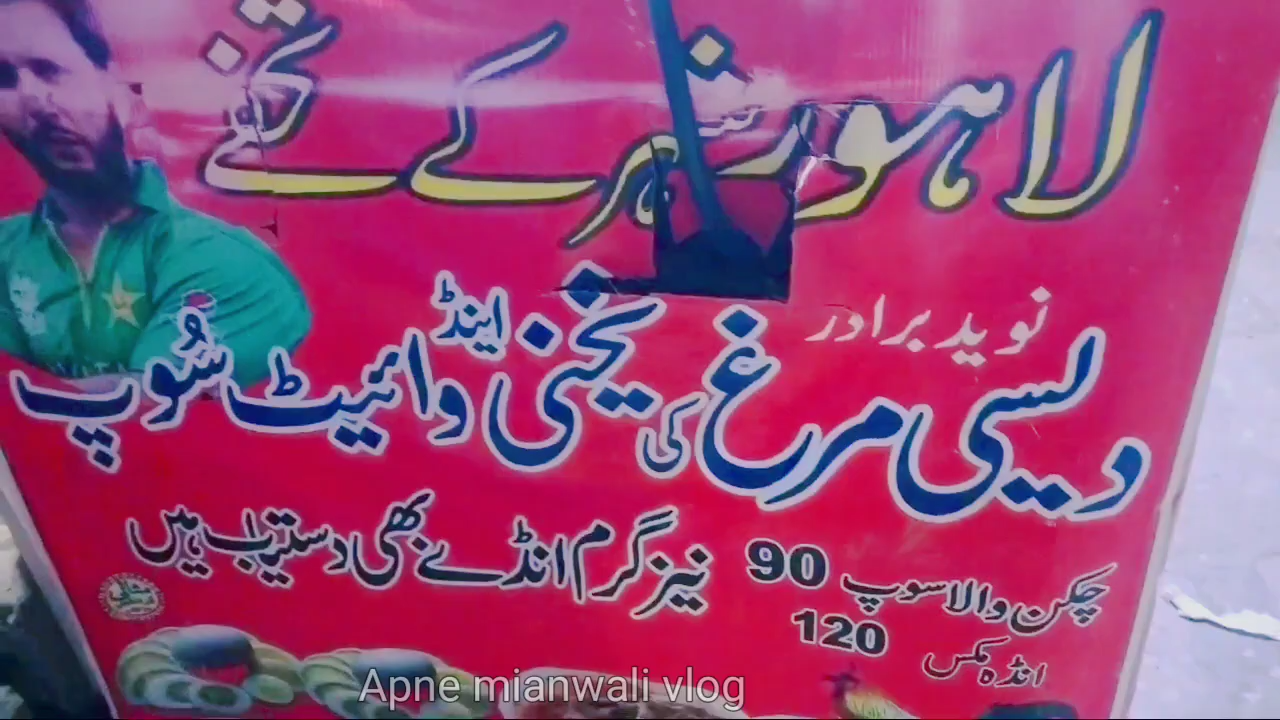 لاہور شہر کے تحفے
نوید برادر
دیسی مرغ کی یخنی اینڈ وائیٹ سُوپ
چکن والا سوپ 90
نیز گرم انڈے بھی دستیاب ہیں
انڈہ مکس 120
Apne mianwali vlog